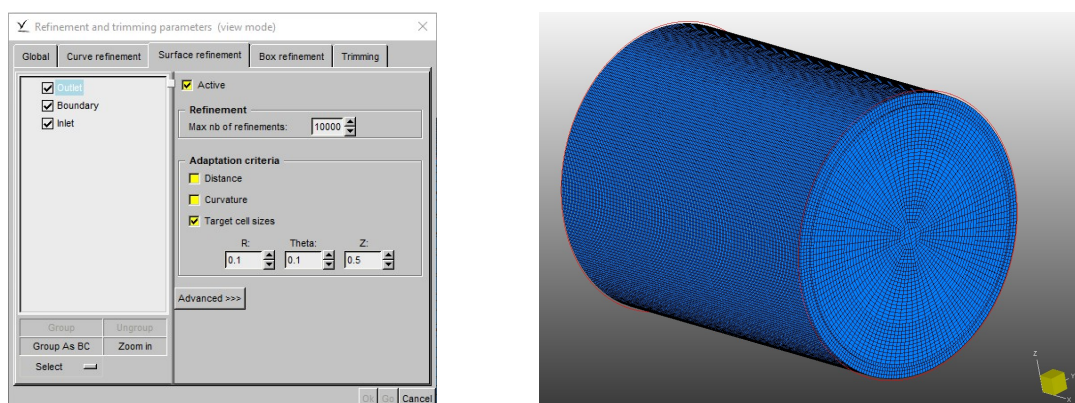 Refinement and trimming parameters (view mode)
Global Curve refinement Surface refinement Box refinement Trimming
Outlet
Boundary
Inlet
Active
Refinement
Max nb of refinements: 10000
Adaptation criteria
Distance
Curvature
Target cell sizes
R: Theta: Z:
0.1 0.1 0.5
Advanced >>>
Group Ungroup
Group As BC Zoom in
Select
Ok Go Cancel
Z
Y
X